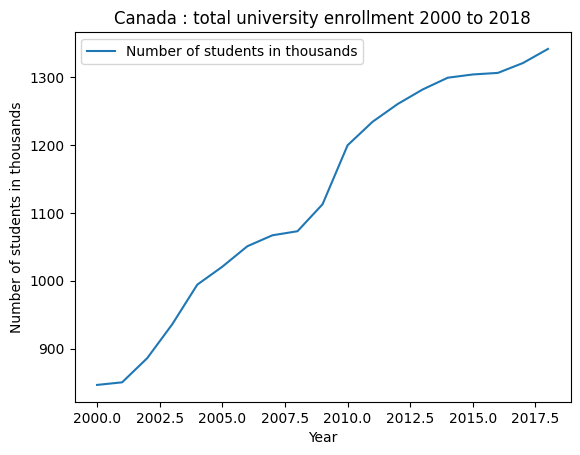 Canada : total university enrollment 2000 to 2018
Number of students in thousands
Number of students in thousands
1300
1200
1100
1000
900
2000.0 2002.5 2005.0 2007.5 2010.0 2012.5 2015.0 2017.5
Year